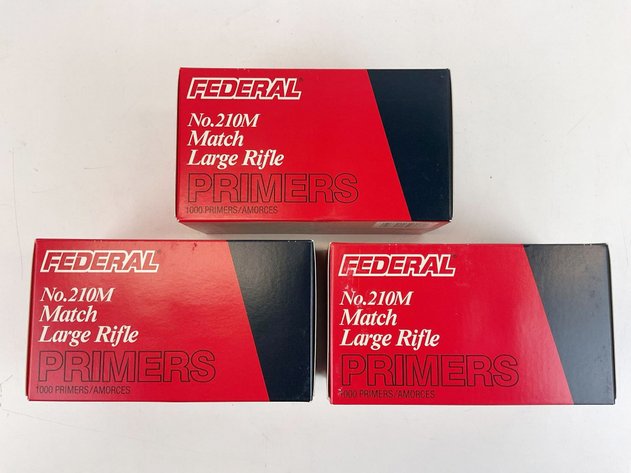 FEDERAL
No.210M
Match
Large Rifle
PRIMERS
1000 PRIMERS/AMORCES
FEDERAL
No.210M
Match
Large Rifle
PRIMERS
1000 PRIMERS/AMORCES
FEDERAL
No.210M
Match
Large Rifle
PRIMERS
1000 PRIMERS/AMORCES